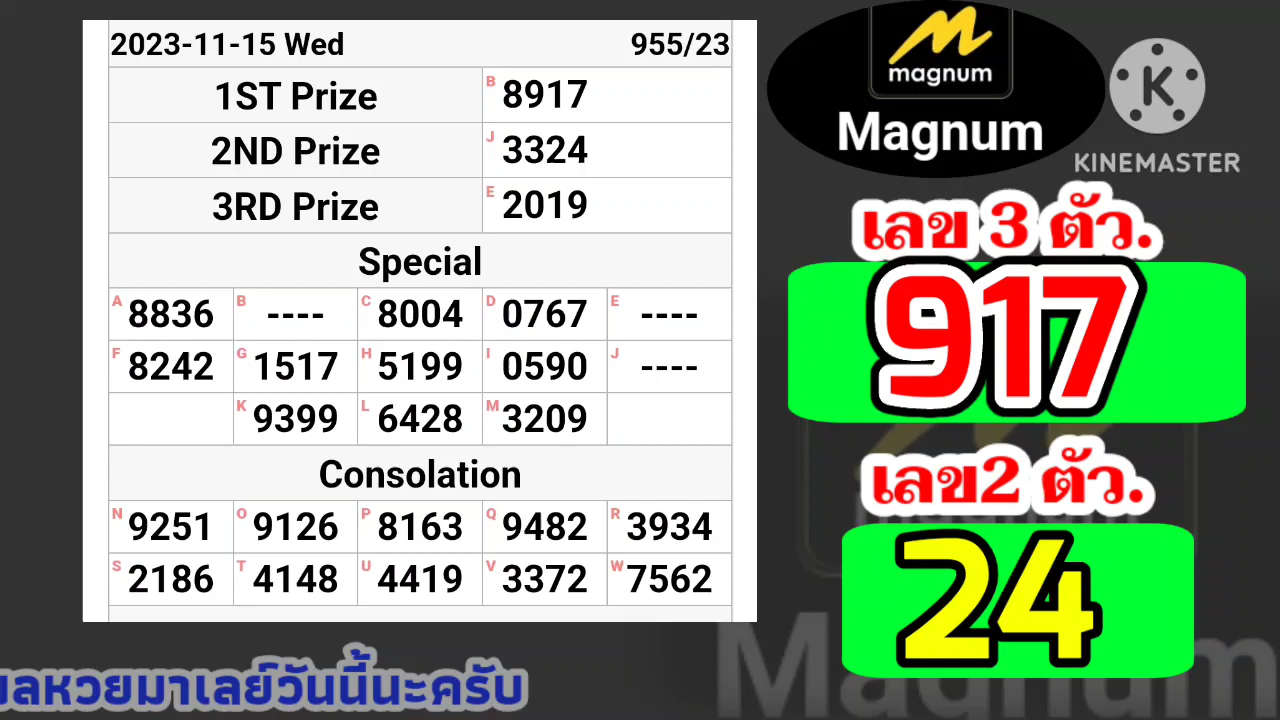 2023-11-15 Wed 955/23
1ST Prize B 8917
2ND Prize J 3324
3RD Prize E 2019
Special
A 8836 B ---- C 8004 D 0767 E ----
F 8242 G 1517 H 5199 I 0590 J ----
K 9399 L 6428 M 3209
Consolation
N 9251 O 9126 P 8163 Q 9482 R 3934
S 2186 T 4148 U 4419 V 3372 W 7562
magnum
Magnum
K
KINEMASTER
เลข 3 ตัว.
917
เลข2 ตัว.
24
Magnum
ผลหวยมาเลย์วันนี้นะครับ